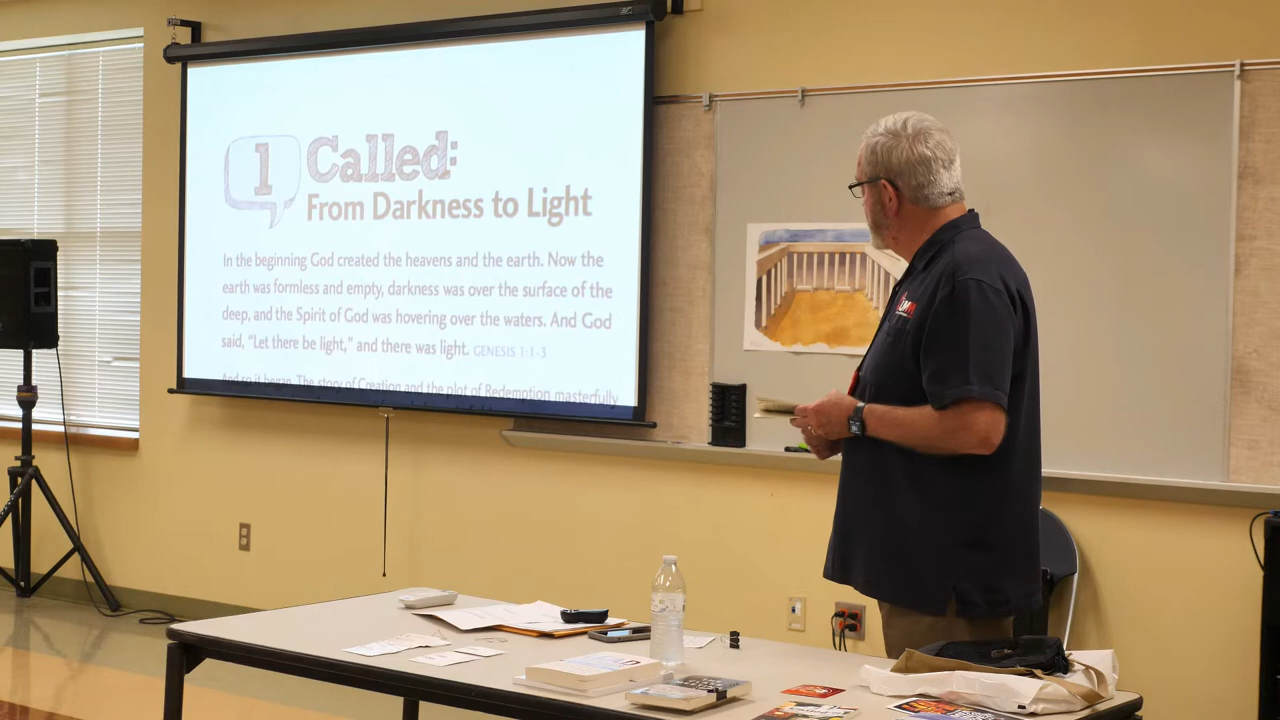 1
Called:
From Darkness to Light
In the beginning God created the heavens and the earth. Now the
earth was formless and empty, darkness was over the surface of the
deep, and the Spirit of God was hovering over the waters. And God
said, “Let there be light,” and there was light. GENESIS 1:1-3
And so it began. The story of Creation and the plot of Redemption masterfully